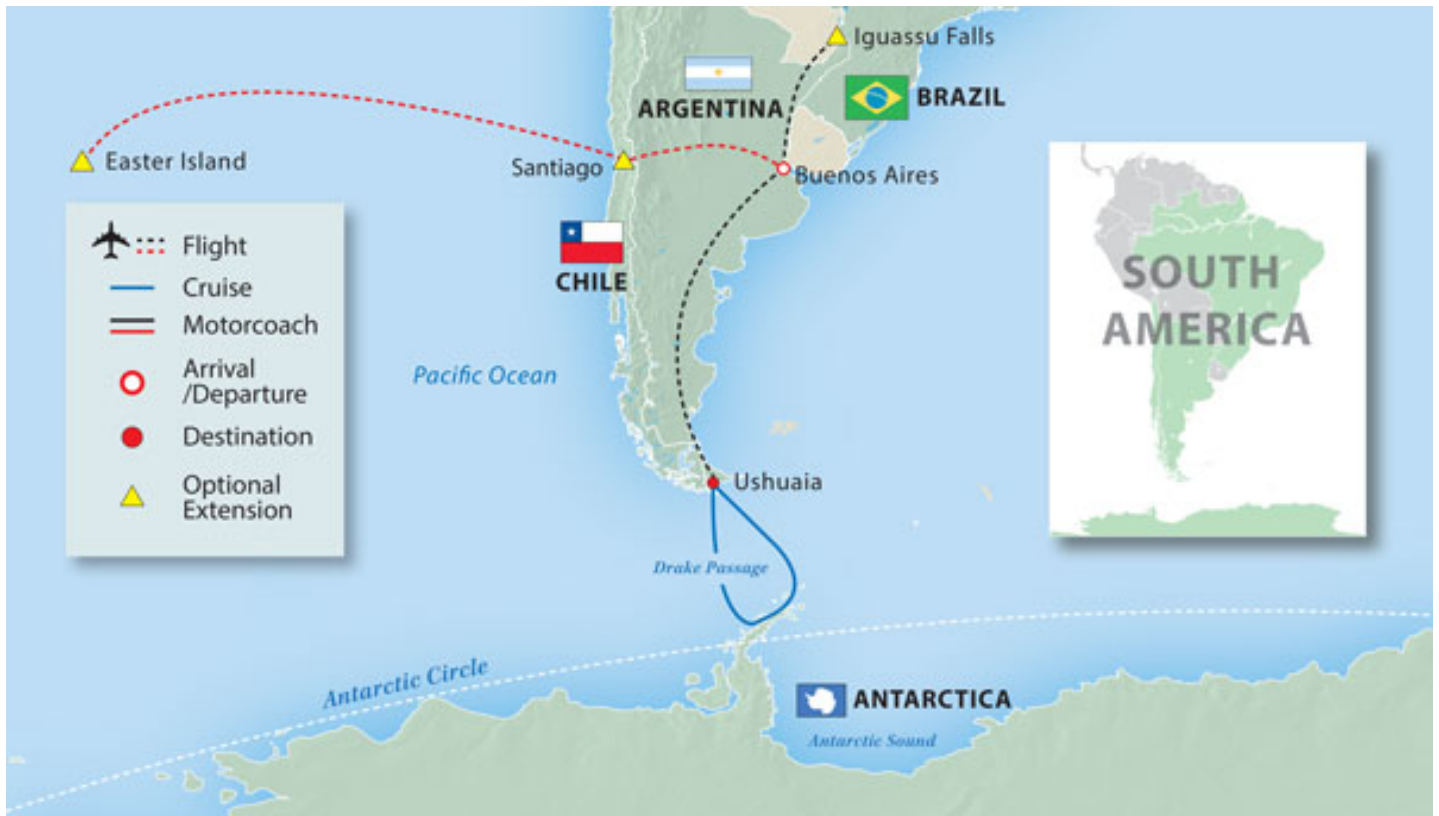 Iguassu Falls
ARGENTINA
BRAZIL
Easter Island
Santiago
Buenos Aires
Flight
Cruise
Motorcoach
Arrival
/Departure
Destination
Optional
Extension
CHILE
SOUTH
AMERICA
Pacific Ocean
Ushuaia
Drake Passage
Antarctic Circle
ANTARCTICA
Antarctic Sound